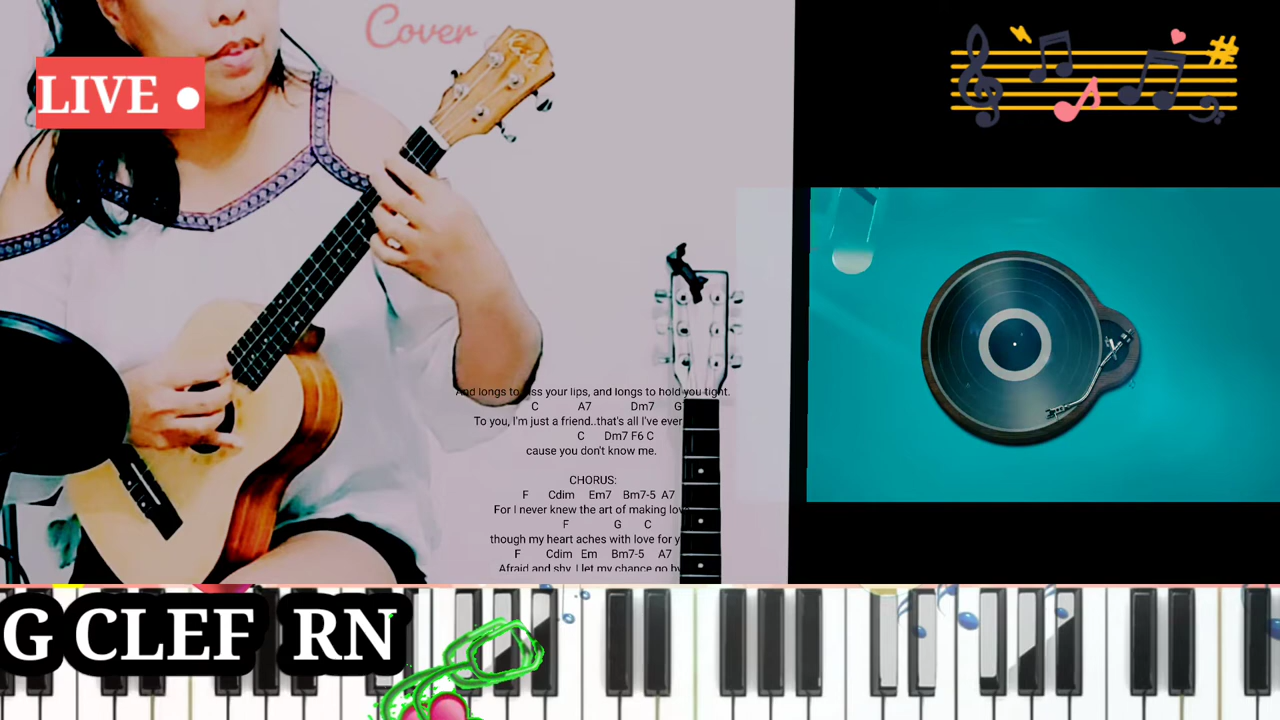 Cover
LIVE
And longs to kiss your lips, and longs to hold you tight.
C A7 Dm7 G
To you, I'm just a friend..that's all I've ever
C Dm7 F6 C
cause you don't know me.
CHORUS:
F Cdim Em7 Bm7-5 A7
For I never knew the art of making love
F G C
though my heart aches with love for y
F Cdim Em Bm7-5 A7
Afraid and shy, I let my chance go by
G CLEF RN